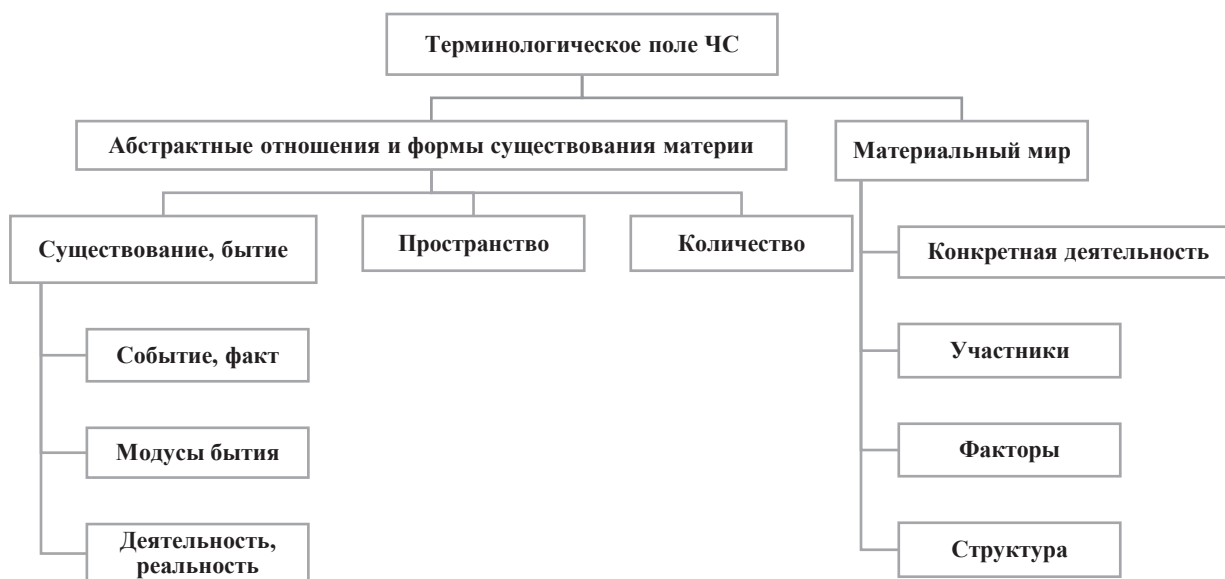 Терминологическое поле ЧС
Абстрактные отношения и формы существования материи
Материальный мир
Существование, бытие
Пространство
Количество
Конкретная деятельность
Событие, факт
Участники
Модусы бытия
Факторы
Деятельность,
реальность
Структура